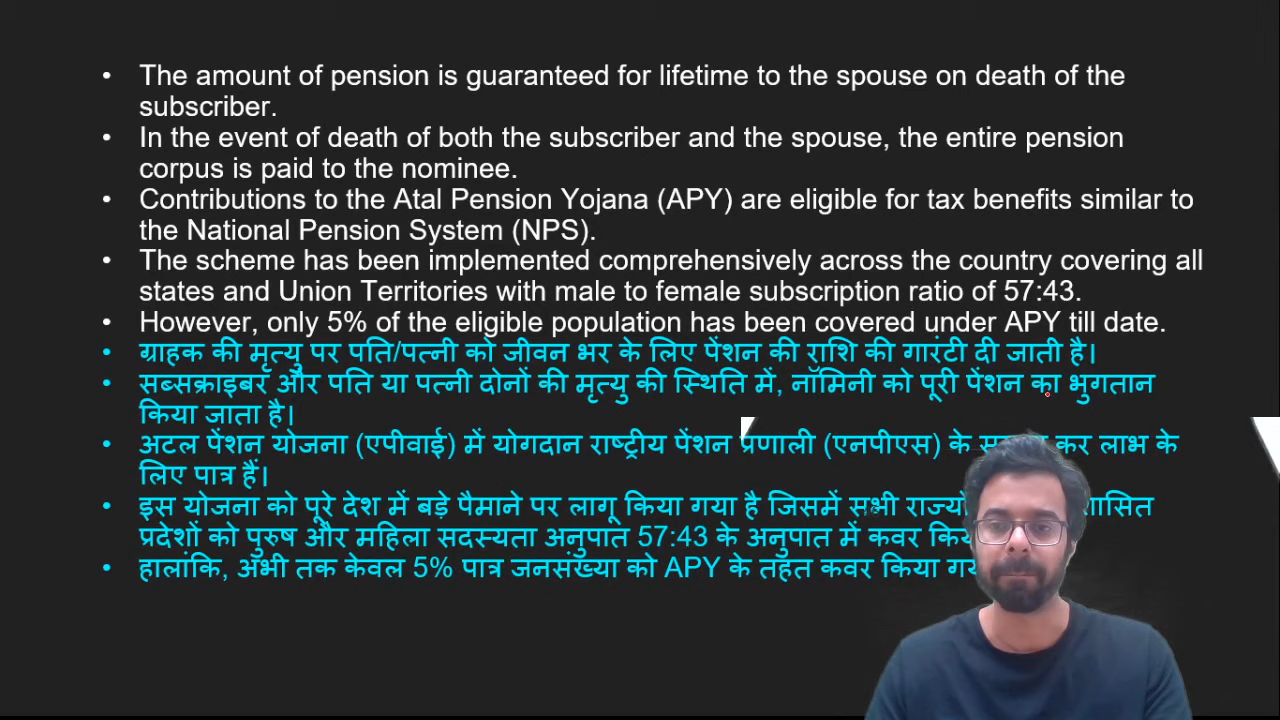 • The amount of pension is guaranteed for lifetime to the spouse on death of the
subscriber.
• In the event of death of both the subscriber and the spouse, the entire pension
corpus is paid to the nominee.
• Contributions to the Atal Pension Yojana (APY) are eligible for tax benefits similar to
the National Pension System (NPS).
• The scheme has been implemented comprehensively across the country covering all
states and Union Territories with male to female subscription ratio of 57:43.
• However, only 5% of the eligible population has been covered under APY till date.
• ग्राहक की मृत्यु पर पति/पत्नी को जीवन भर के लिए पेंशन की राशि की गारंटी दी जाती है।
• सब्सक्राइबर और पति या पत्नी दोनों की मृत्यु की स्थिति में, नॉमिनी को पूरी पेंशन का भुगतान
किया जाता है।
• अटल पेंशन योजना (एपीवाई) में योगदान राष्ट्रीय पेंशन प्रणाली (एनपीएस) के कर लाभ के
लिए पात्र हैं।
• इस योजना को पूरे देश में बड़े पैमाने पर लागू किया गया है जिसमें सभी
प्रदेशों को पुरुष और महिला सदस्यता अनुपात 57:43 के अनुपात में कवर
• हालांकि, अभी तक केवल 5% पात्र जनसंख्या को APY के तहत कवर किया